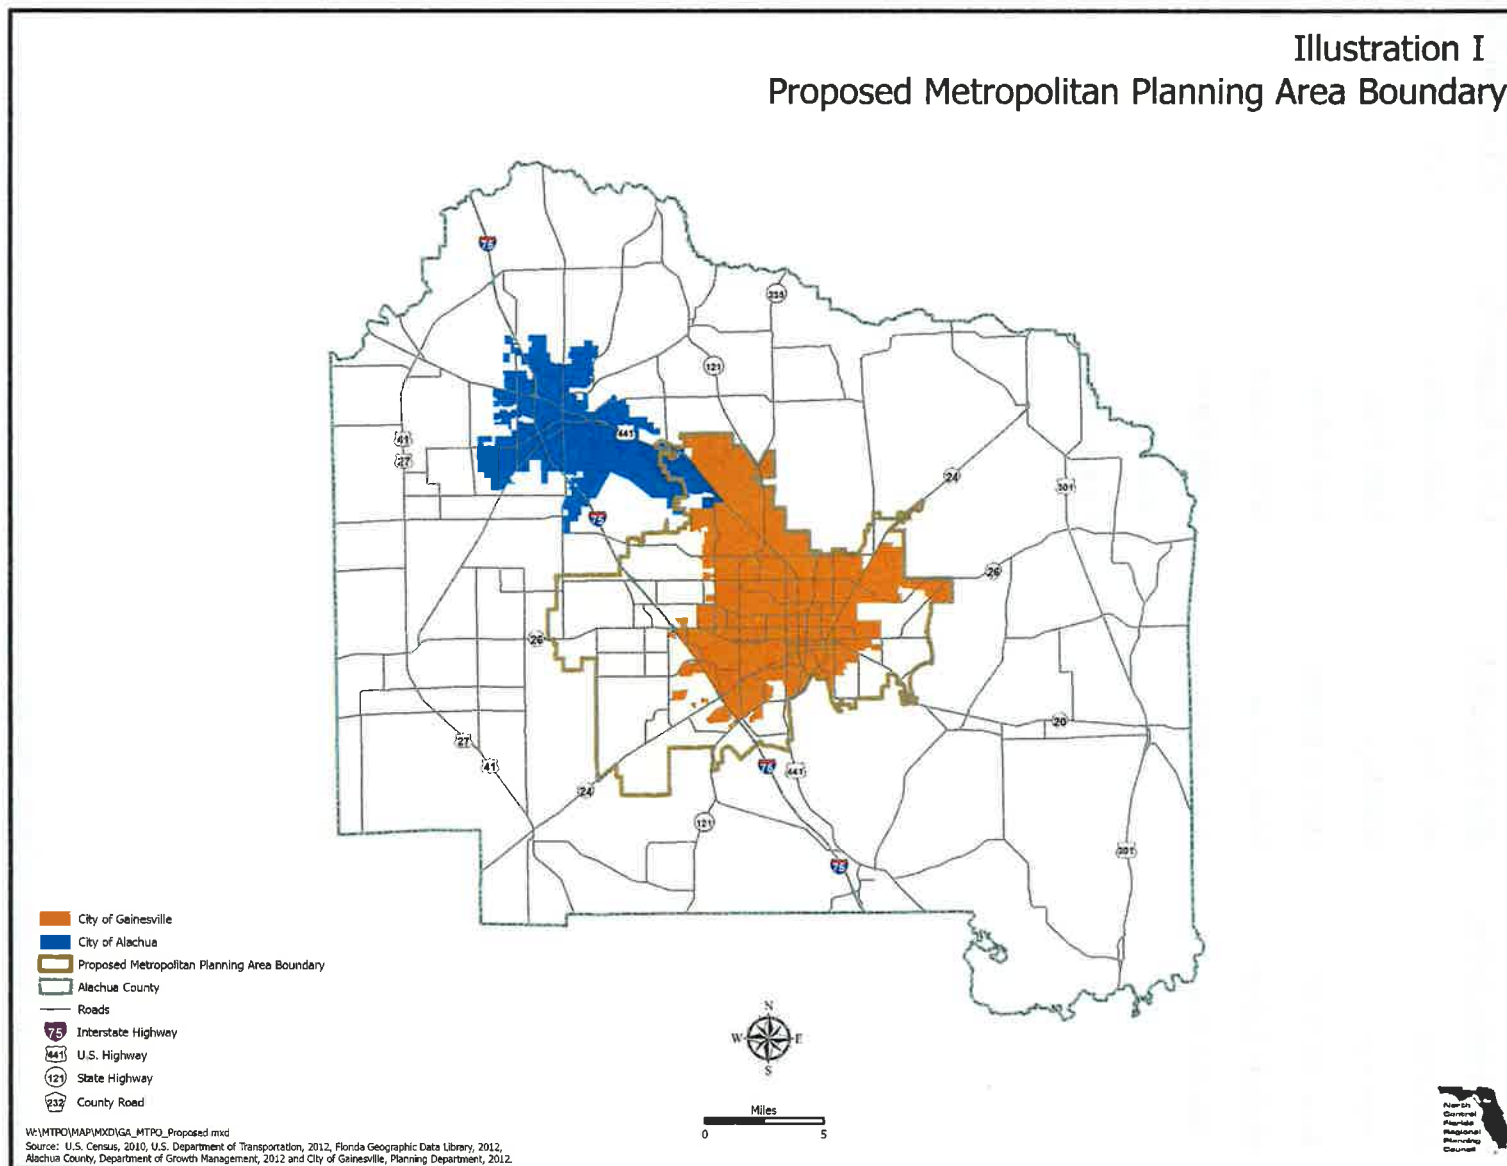 Illustration I
Proposed Metropolitan Planning Area Boundary
75
235
121
441
41
27
24
301
75
26
26
20
27
41
24
75
441
121
301
75
City of Gainesville
City of Alachua
Proposed Metropolitan Planning Area Boundary
Alachua County
Roads
75 Interstate Highway
441 U.S. Highway
121 State Highway
232 County Road
N
W E
S
Miles
0 5
W:\MTPO\MAP\MXD\GA_MTPO_Proposed.mxd
Source: U.S. Census, 2010, U.S. Department of Transportation, 2012, Florida Geographic Data Library, 2012,
Alachua County, Department of Growth Management, 2012 and City of Gainesville, Planning Department, 2012.
North
Central
Florida
Regional
Planning
Council